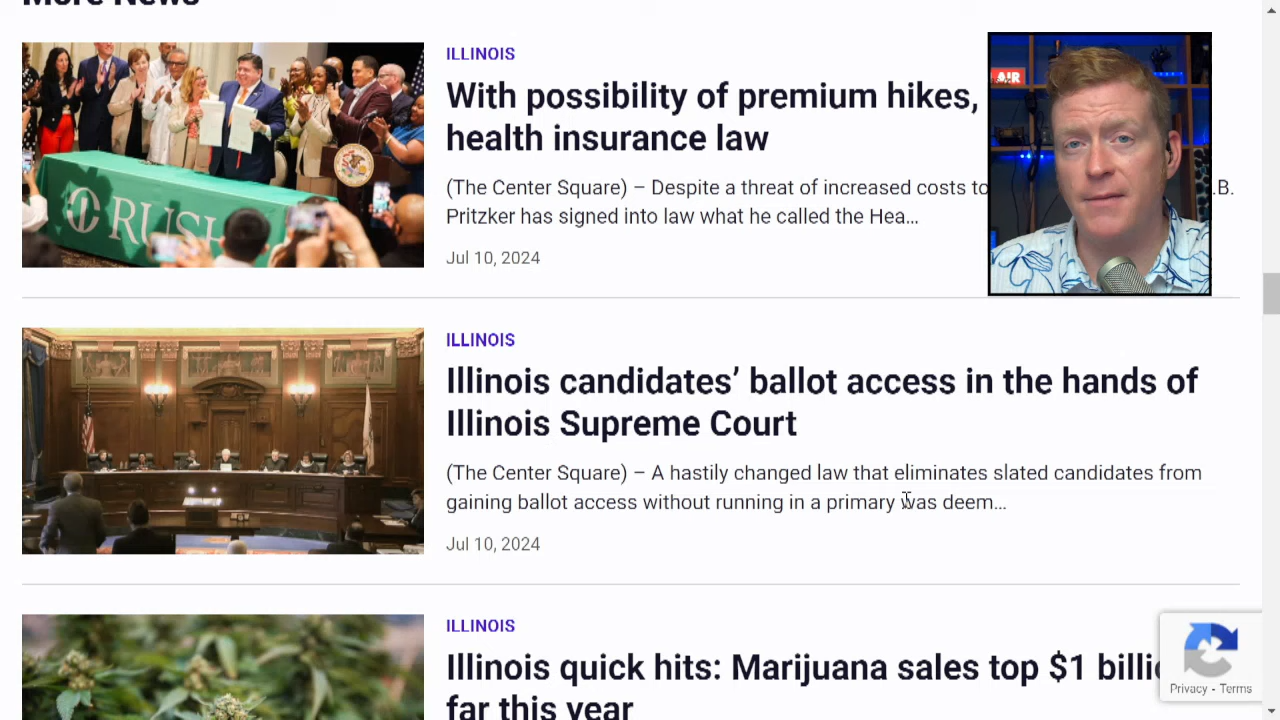 More News
ILLINOIS
With possibility of premium hikes,
health insurance law
(The Center Square) – Despite a threat of increased costs to
.B.
Pritzker has signed into law what he called the Hea...
Jul 10, 2024
RUSH
AIR
ILLINOIS
Illinois candidates’ ballot access in the hands of
Illinois Supreme Court
(The Center Square) – A hastily changed law that eliminates slated candidates from
gaining ballot access without running in a primary was deem...
Jul 10, 2024
ILLINOIS
Illinois quick hits: Marijuana sales top $1 billi
far this year
Privacy - Terms